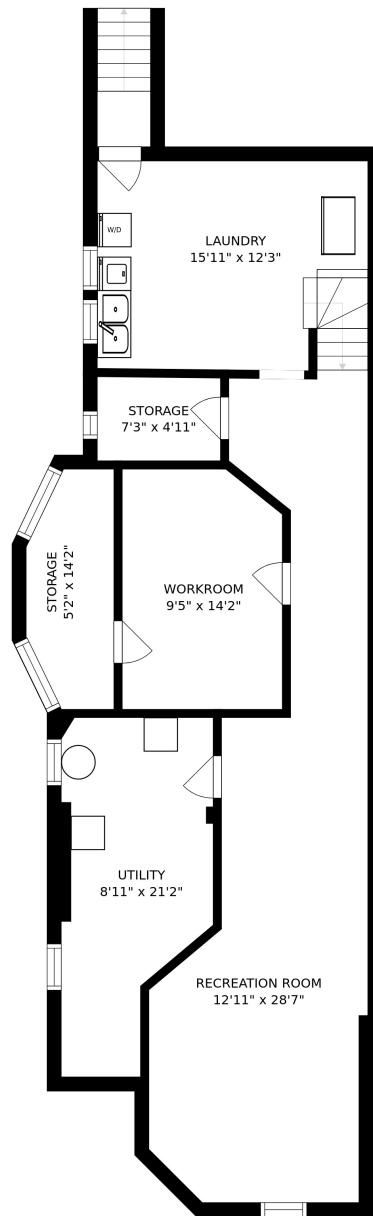 W/D
LAUNDRY
15'11" x 12'3"
STORAGE
7'3" x 4'11"
STORAGE
5'2" x 14'2"
WORKROOM
9'5" x 14'2"
UTILITY
8'11" x 21'2"
RECREATION ROOM
12'11" x 28'7"